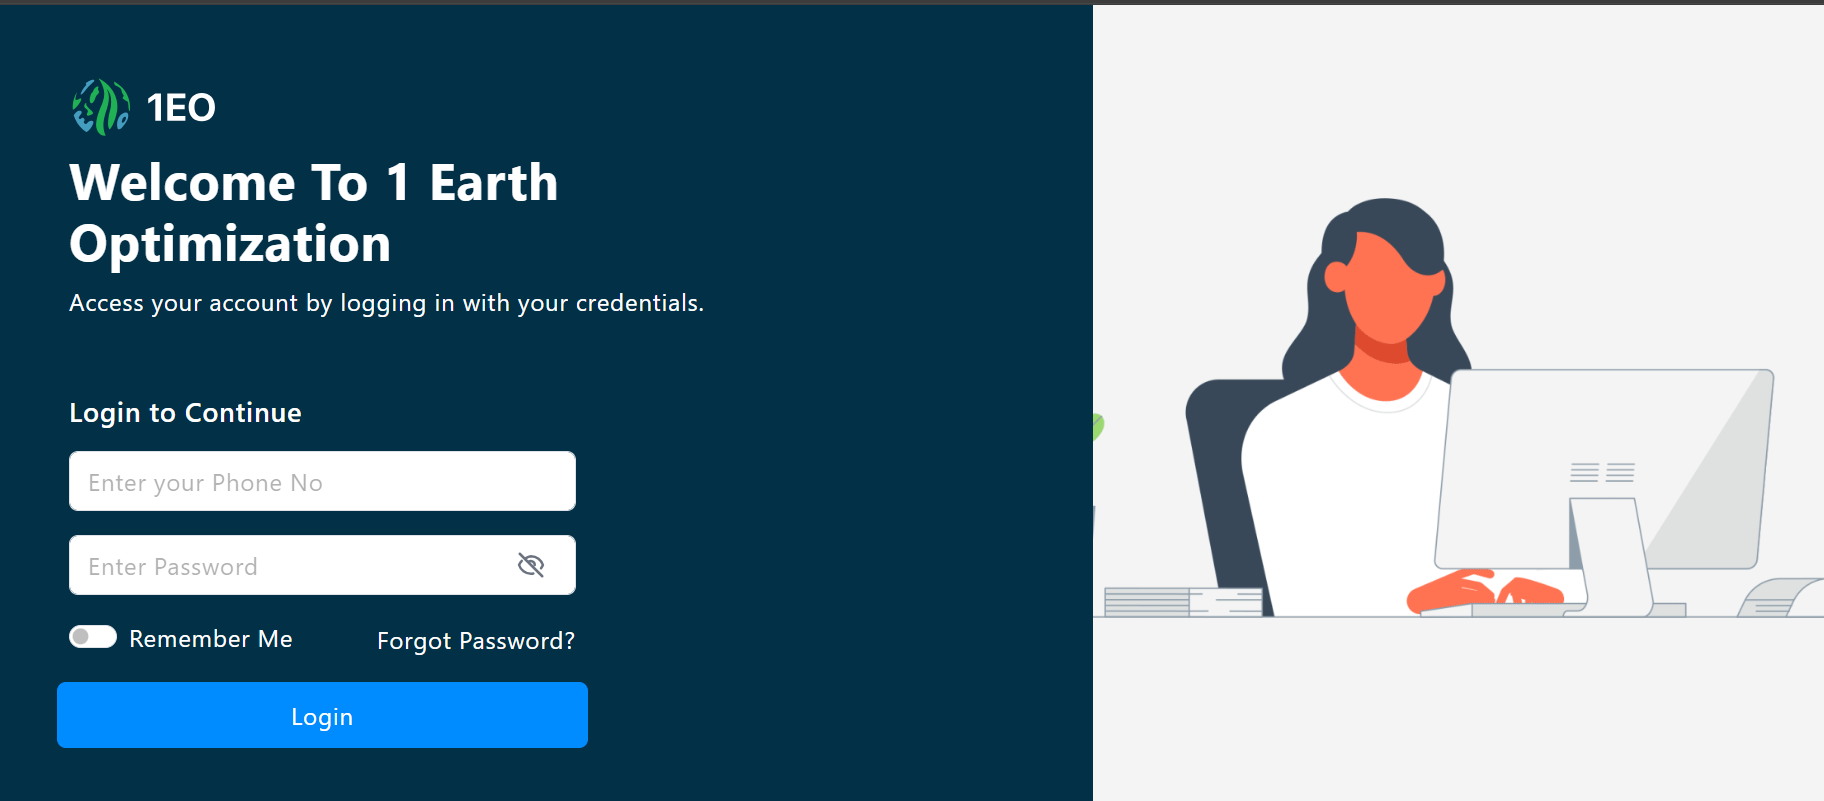 1EO
Welcome To 1 Earth
Optimization
Access your account by logging in with your credentials.
Login to Continue
Enter your Phone No
Enter Password
Remember Me
Forgot Password?
Login